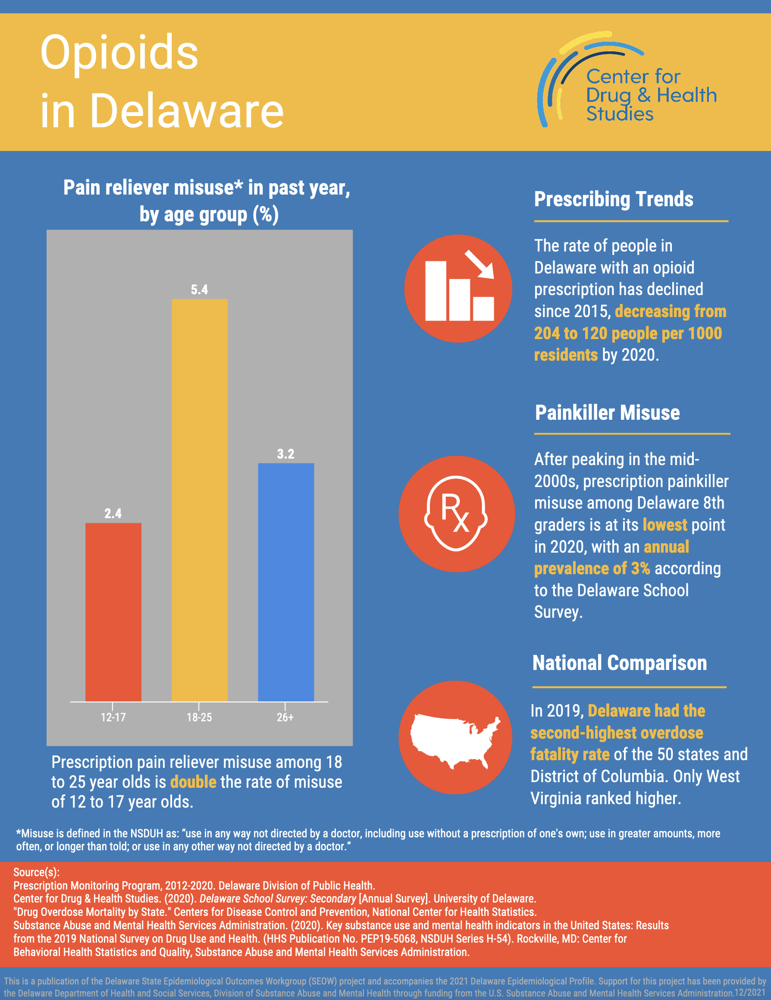 Opioids
in Delaware
Center for
Drug & Health
Studies
Pain reliever misuse* in past year,
by age group (%)
5.4
3.2
2.4
12-17
18-25
26+
Prescription pain reliever misuse among 18
to 25 year olds is double the rate of misuse
of 12 to 17 year olds.
Prescribing Trends
The rate of people in
Delaware with an opioid
prescription has declined
since 2015, decreasing from
204 to 120 people per 1000
residents by 2020.
Painkiller Misuse
Rx
After peaking in the mid-
2000s, prescription painkiller
misuse among Delaware 8th
graders is at its lowest point
in 2020, with an annual
prevalence of 3% according
to the Delaware School
Survey.
National Comparison
In 2019, Delaware had the
second-highest overdose
fatality rate of the 50 states and
District of Columbia. Only West
Virginia ranked higher.
*Misuse is defined in the NSDUH as: “use in any way not directed by a doctor, including use without a prescription of one's own; use in greater amounts, more
often, or longer than told; or use in any other way not directed by a doctor.”
Source(s):
Prescription Monitoring Program, 2012-2020. Delaware Division of Public Health.
Center for Drug & Health Studies. (2020). Delaware School Survey: Secondary [Annual Survey]. University of Delaware.
"Drug Overdose Mortality by State." Centers for Disease Control and Prevention, National Center for Health Statistics.
Substance Abuse and Mental Health Services Administration. (2020). Key substance use and mental health indicators in the United States: Results
from the 2019 National Survey on Drug Use and Health. (HHS Publication No. PEP19-5068, NSDUH Series H-54). Rockville, MD: Center for
Behavioral Health Statistics and Quality, Substance Abuse and Mental Health Services Administration.
This is a publication of the Delaware State Epidemiological Outcomes Workgroup (SEOW) project and accompanies the 2021 Delaware Epidemiological Profile. Support for this project has been provided by
the Delaware Department of Health and Social Services, Division of Substance Abuse and Mental Health through funding from the U.S. Substance Abuse and Mental Health Services Administration.12/2021